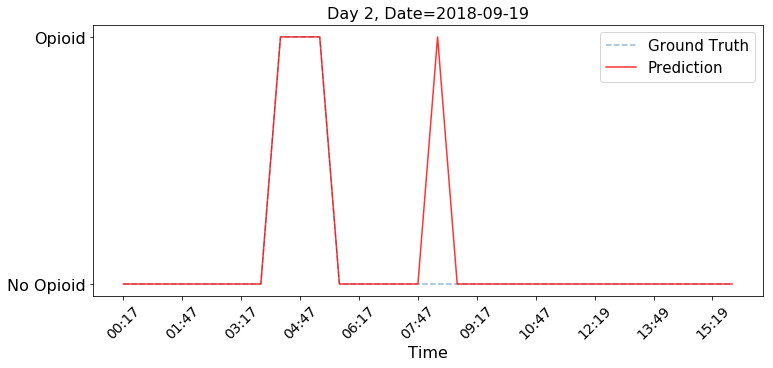 Day 2, Date=2018-09-19
Opioid
No Opioid
Ground Truth
Prediction
00:17 01:47 03:17 04:47 06:17 07:47 09:17 10:47 12:19 13:49 15:19
Time